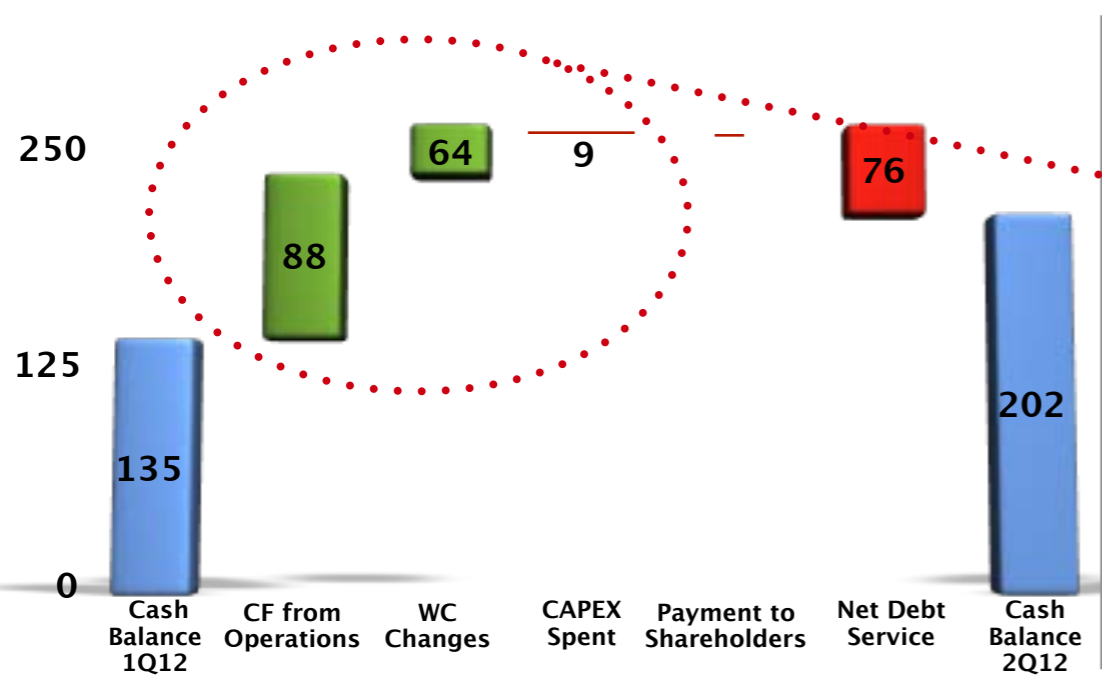 250
125
0
135
88
64
9
76
202
Cash
Balance
1Q12
CF from
Operations
WC
Changes
CAPEX
Spent
Payment to
Shareholders
Net Debt
Service
Cash
Balance
2Q12